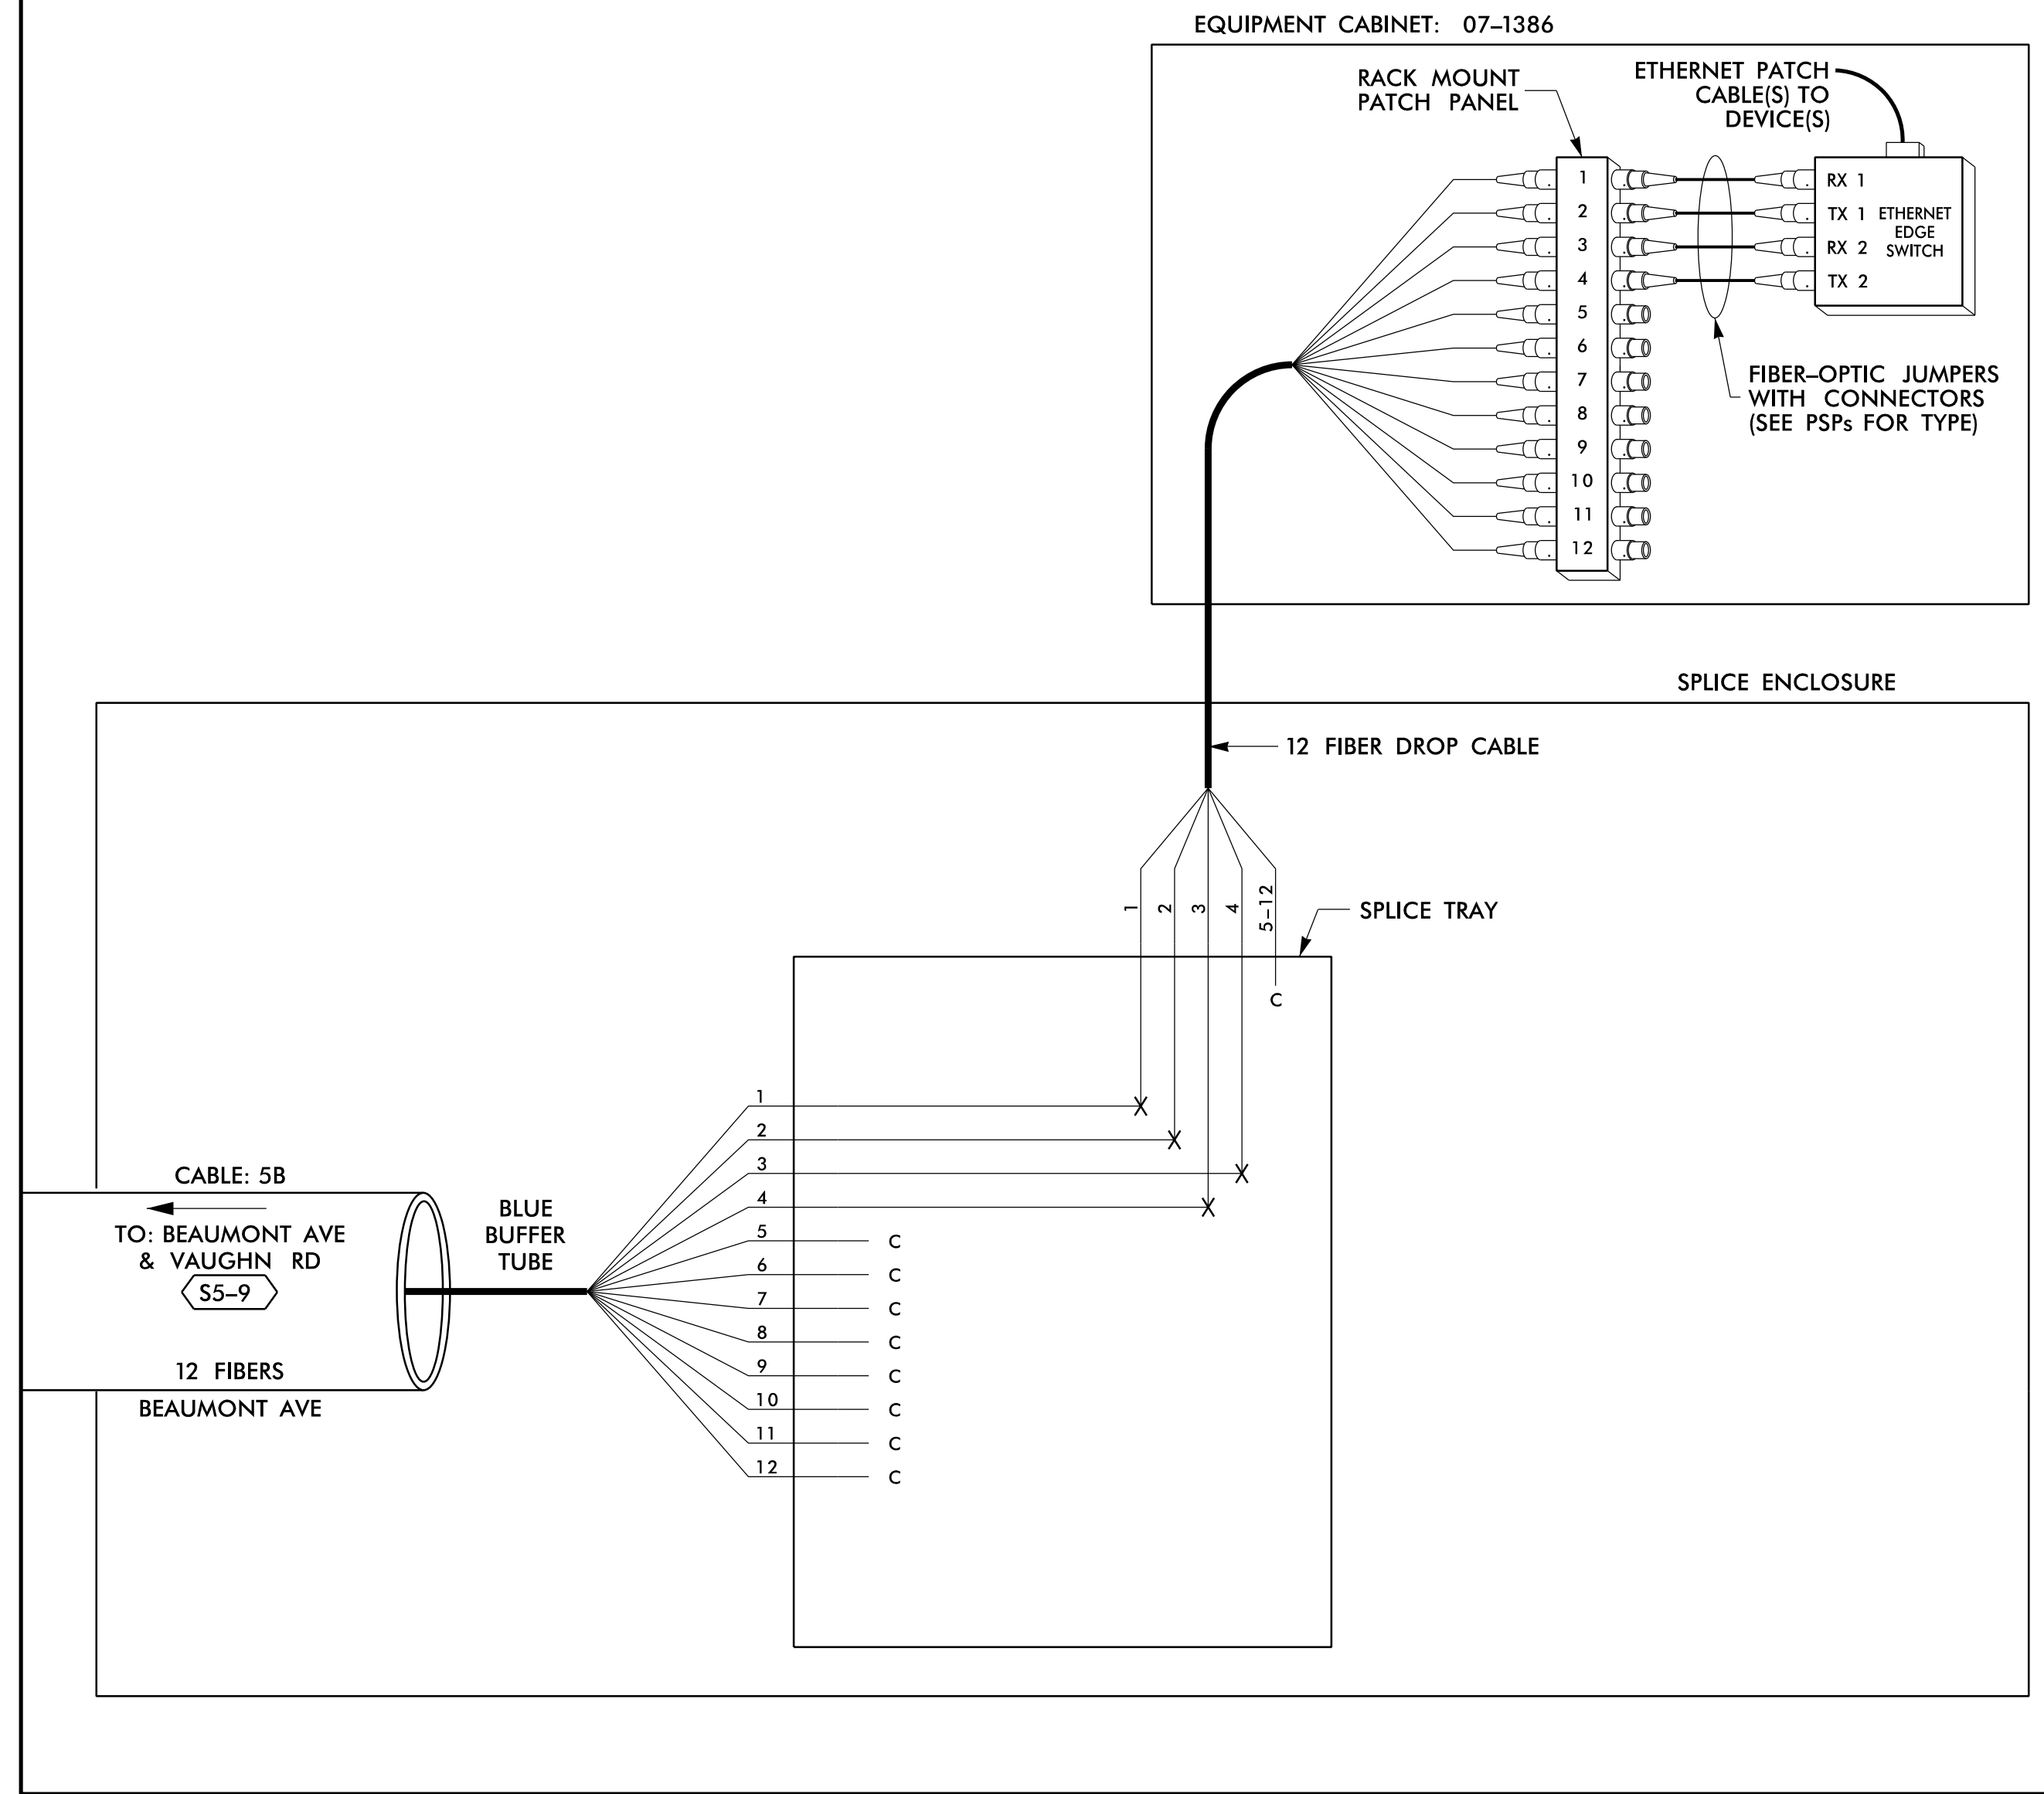 EQUIPMENT CABINET: 07-1386
RACK MOUNT
PATCH PANEL
ETHERNET PATCH
CABLE(S) TO
DEVICE(S)
1
2
3
4
5
6
7
8
9
10
11
12
RX 1
TX 1
RX 2
TX 2
ETHERNET
EDGE
SWITCH
FIBER-OPTIC JUMPERS
WITH CONNECTORS
(SEE PSPs FOR TYPE)
SPLICE ENCLOSURE
12 FIBER DROP CABLE
1
2
3
4
5-12
SPLICE TRAY
C
CABLE: 5B
TO: BEAUMONT AVE
& VAUGHN RD
S5-9
12 FIBERS
BEAUMONT AVE
BLUE
BUFFER
TUBE
1
2
3
4
5 C
6 C
7 C
8 C
9 C
10 C
11 C
12 C